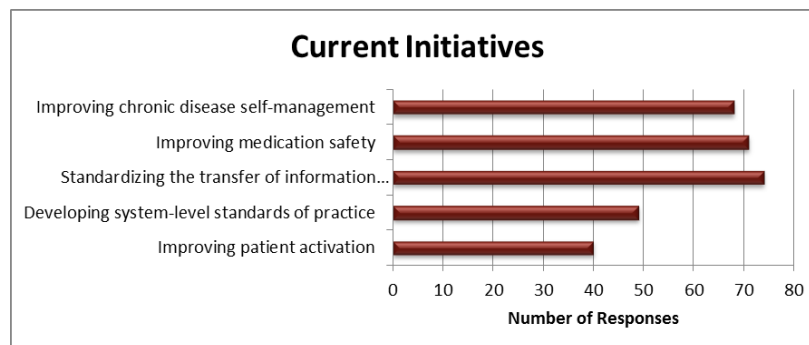 Current Initiatives
Improving chronic disease self-management
Improving medication safety
Standardizing the transfer of information...
Developing system-level standards of practice
Improving patient activation
0 10 20 30 40 50 60 70 80
Number of Responses